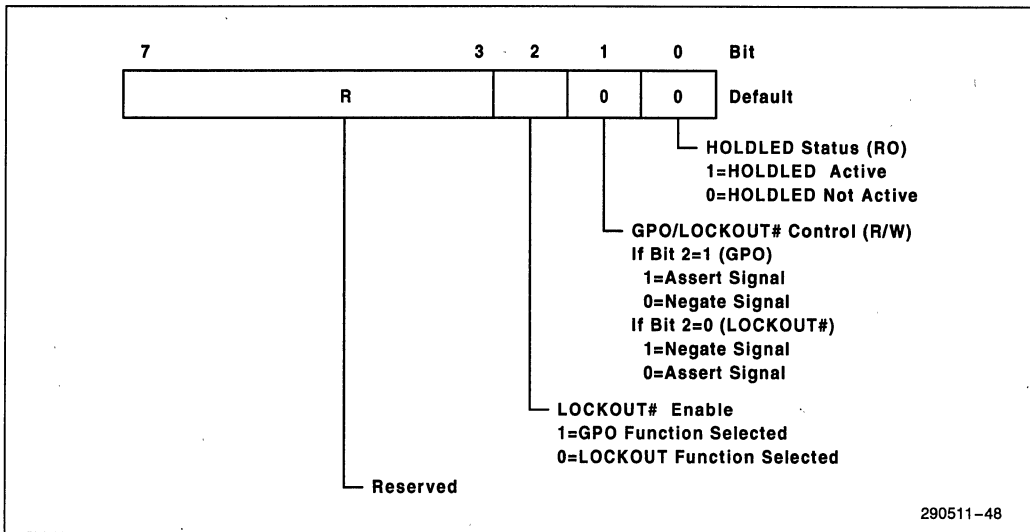 7 3 2 1 0 Bit
R 0 0 Default
HOLDLED Status (RO)
1=HOLDLED Active
0=HOLDLED Not Active
GPO/LOCKOUT# Control (R/W)
If Bit 2=1 (GPO)
1=Assert Signal
0=Negate Signal
If Bit 2=0 (LOCKOUT#)
1=Negate Signal
0=Assert Signal
LOCKOUT# Enable
1=GPO Function Selected
0=LOCKOUT Function Selected
Reserved
290511-48